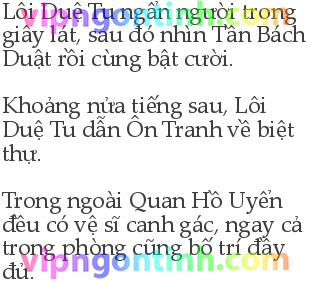 Lôi Duệ Tu ngẩn người trong
giây lát, sau đó nhìn Tần Bách
Duật rồi cùng bật cười.
Khoảng nửa tiếng sau, Lôi
Duệ Tu dẫn Ôn Tranh về biệt
thự.
Trong ngoài Quan Hồ Uyển
đều có vệ sĩ canh gác, ngay cả
trong phòng cũng bố trí đầy
đủ.
vipngontinh.com
vipngontinh.com